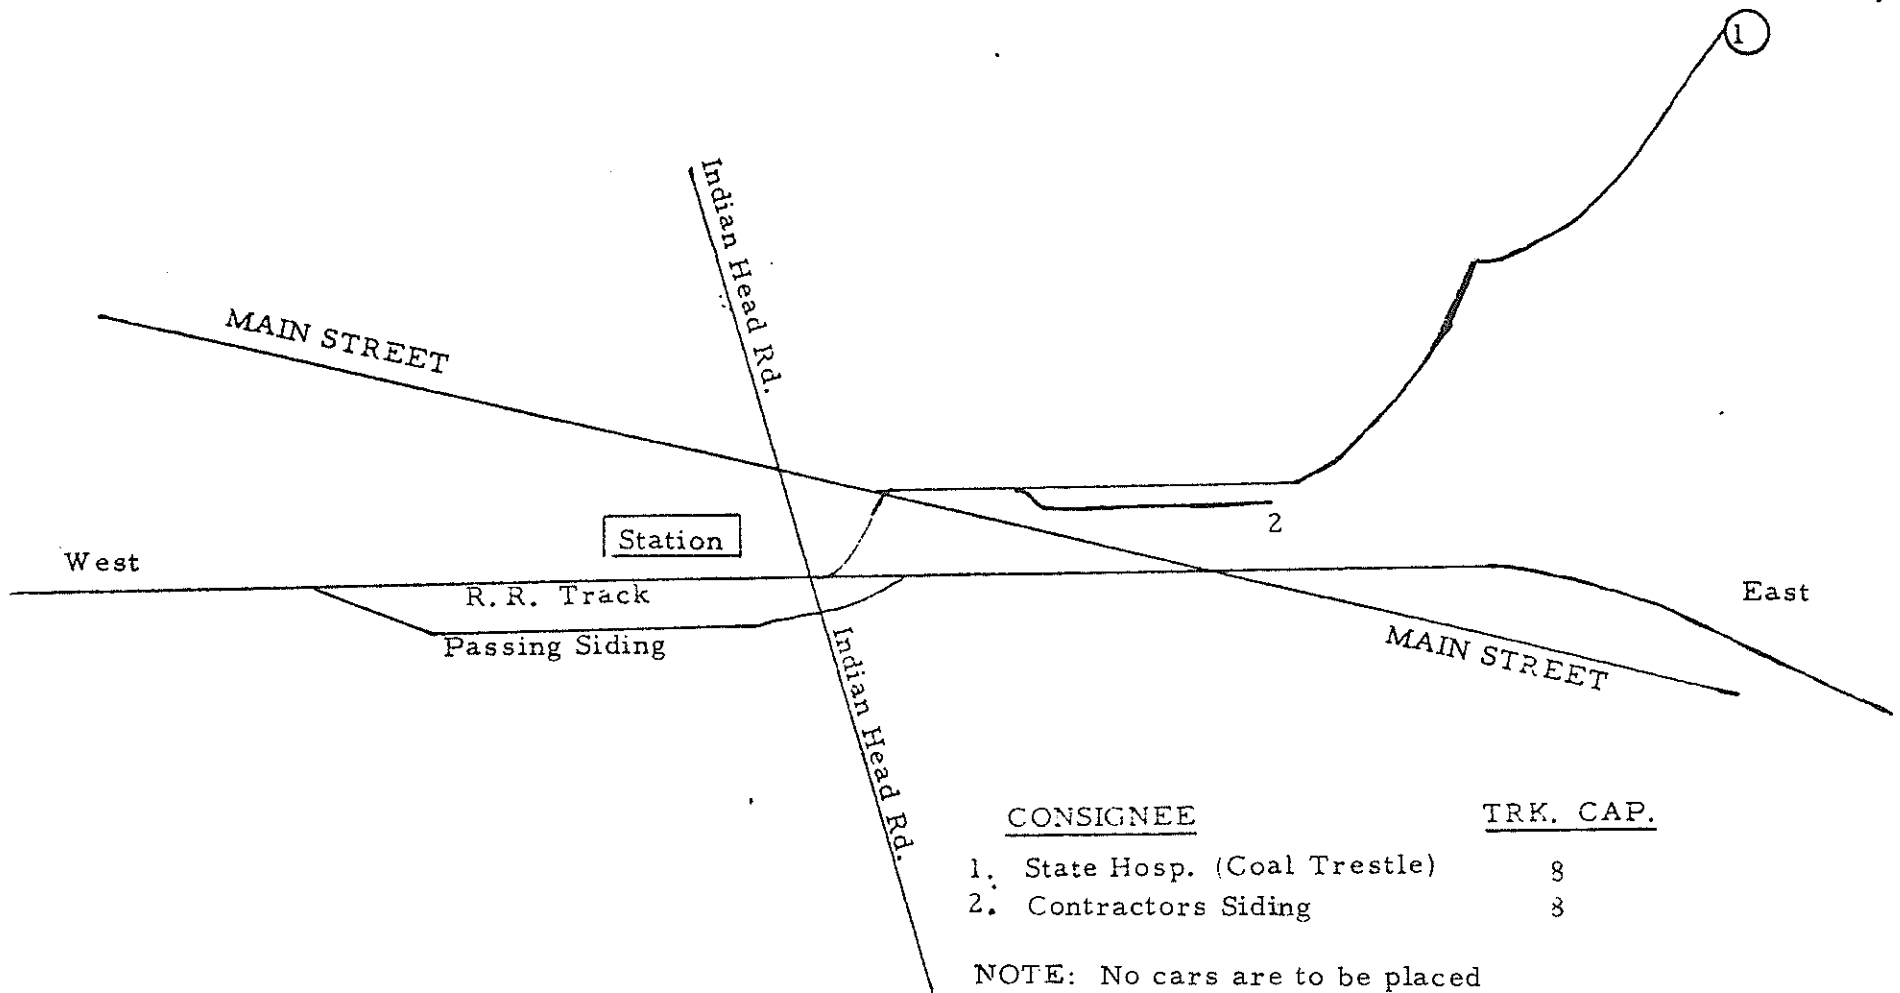 1
Indian Head Rd.
MAIN STREET
Station
2
West
R.R. Track
East
Passing Siding
MAIN STREET
Indian Head Rd.
CONSIGNEE TRK. CAP.
1. State Hosp. (Coal Trestle) 8
2. Contractors Siding 8
NOTE: No cars are to be placed